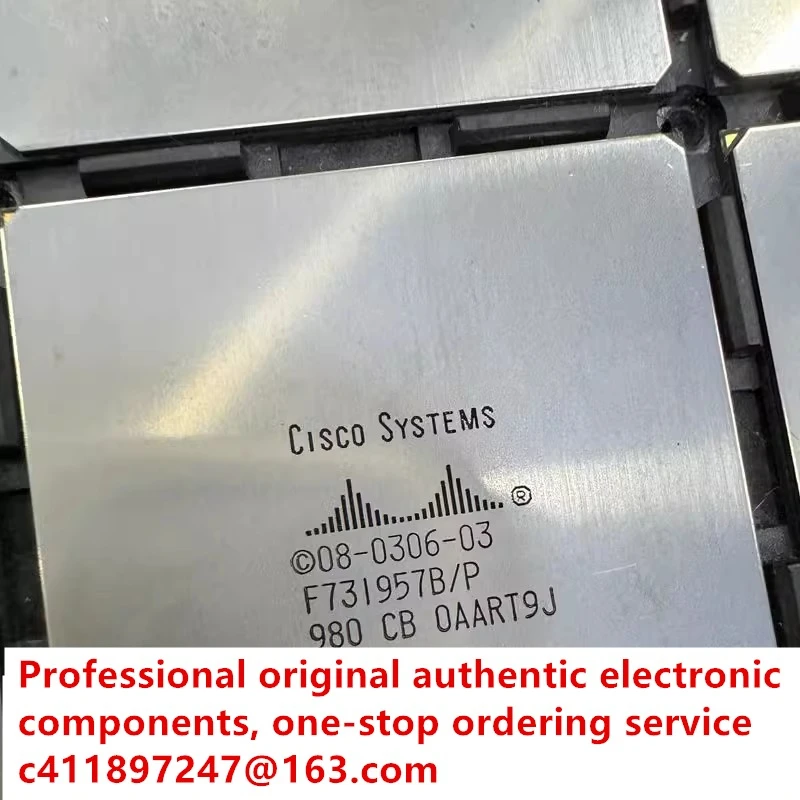 CISCO SYSTEMS
®
©08-0306-03
F731957B/P
980 CB 0AART9J
Professional original authentic electronic
components, one-stop ordering service
c411897247@163.com